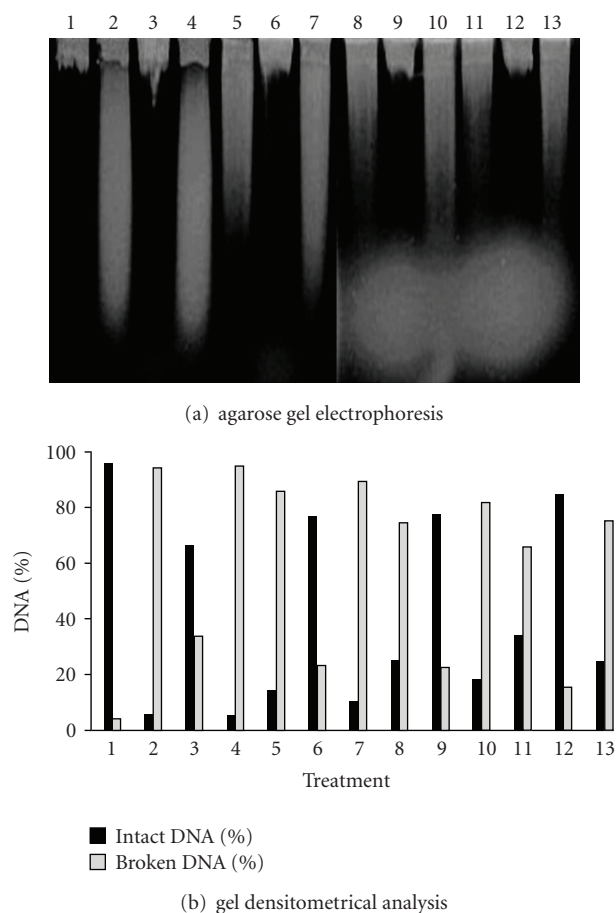 1 2 3 4 5 6 7 8 9 10 11 12 13
(a) agarose gel electrophoresis
100
80
60
40
20
0
DNA (%)
1 2 3 4 5 6 7 8 9 10 11 12 13
Treatment
Intact DNA (%)
Broken DNA (%)
(b) gel densitometrical analysis